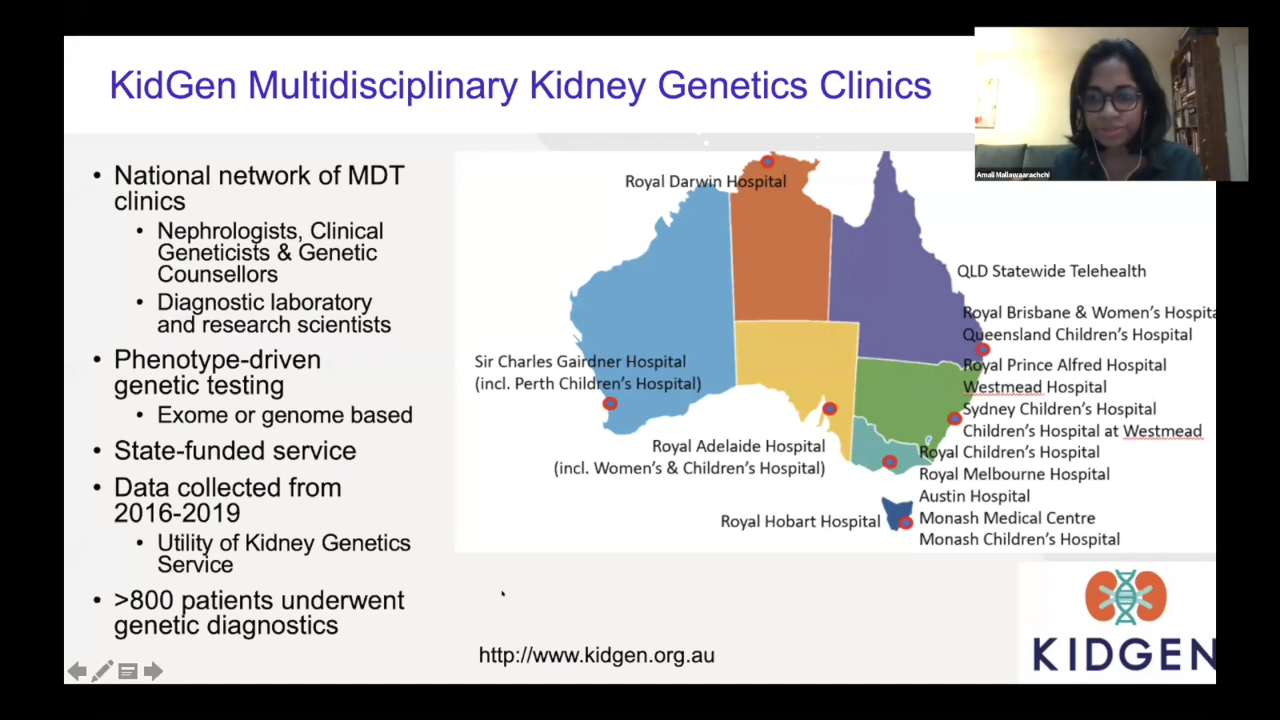 KidGen Multidisciplinary Kidney Genetics Clinics
Amali Mallawaarachchi
• National network of MDT
clinics
• Nephrologists, Clinical
Geneticists & Genetic
Counsellors
• Diagnostic laboratory
and research scientists
• Phenotype-driven
genetic testing
• Exome or genome based
• State-funded service
• Data collected from
2016-2019
• Utility of Kidney Genetics
Service
• >800 patients underwent
genetic diagnostics
Royal Darwin Hospital
QLD Statewide Telehealth
Royal Brisbane & Women's Hospita
Queensland Children's Hospital
Sir Charles Gairdner Hospital
(incl. Perth Children's Hospital)
Royal Prince Alfred Hospital
Westmead Hospital
Sydney Children's Hospital
Children's Hospital at Westmead
Royal Adelaide Hospital
(incl. Women's & Children's Hospital)
Royal Children's Hospital
Royal Melbourne Hospital
Austin Hospital
Monash Medical Centre
Monash Children's Hospital
Royal Hobart Hospital
http://www.kidgen.org.au
KIDGEN